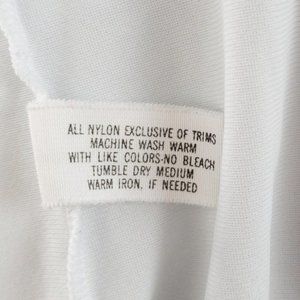 ALL NYLON EXCLUSIVE OF TRIMS
MACHINE WASH WARM
WITH LIKE COLORS-NO BLEACH
TUMBLE DRY MEDIUM
WARM IRON, IF NEEDED